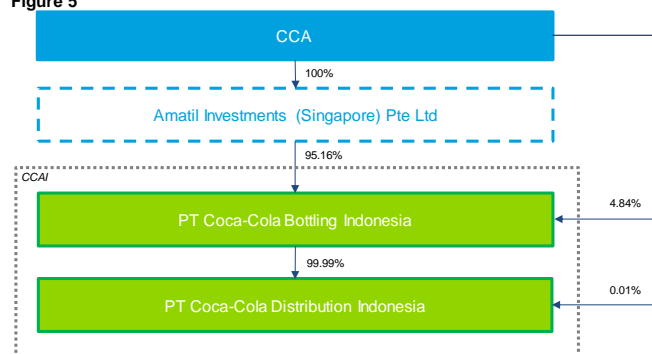 Figure 5
CCA
100%
Amatil Investments (Singapore) Pte Ltd
95.16%
CCAI
PT Coca-Cola Bottling Indonesia
4.84%
99.99%
PT Coca-Cola Distribution Indonesia
0.01%